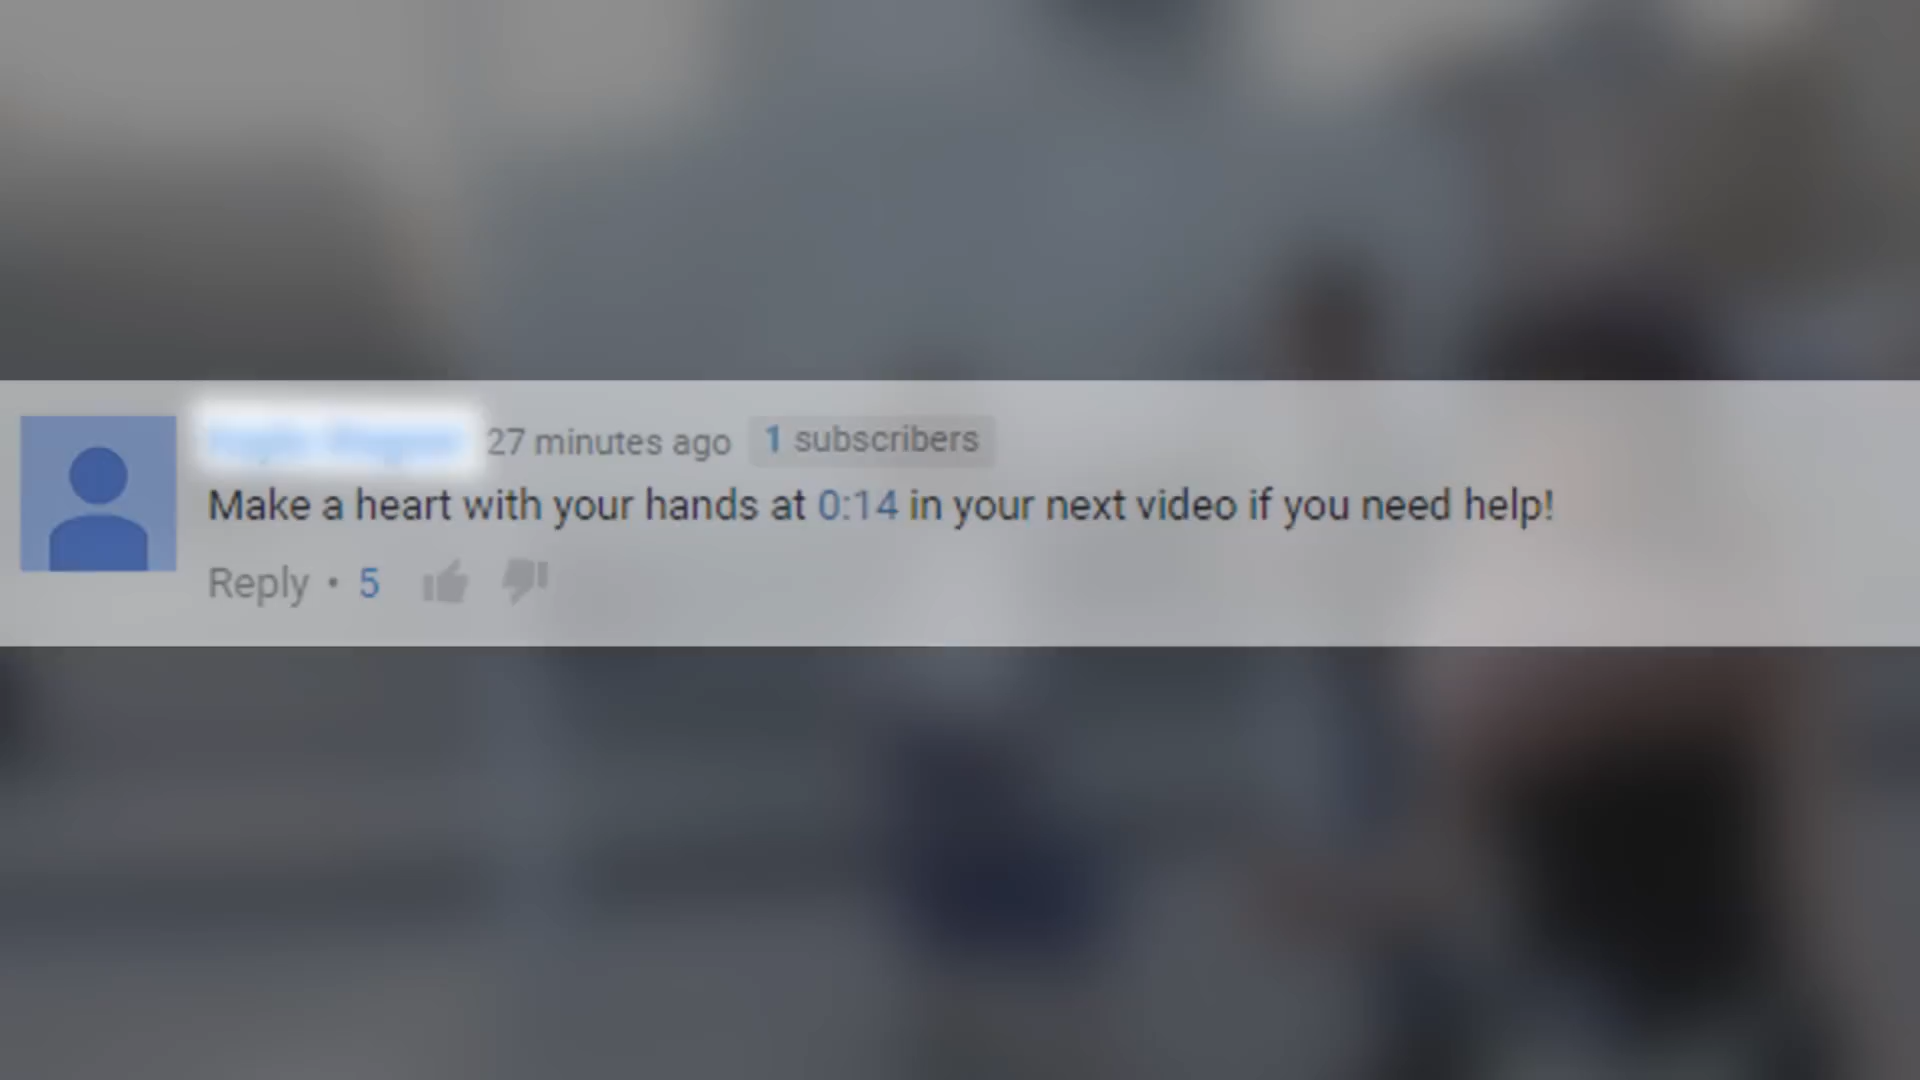 27 minutes ago 1 subscribers
Make a heart with your hands at 0:14 in your next video if you need help!
Reply • 5